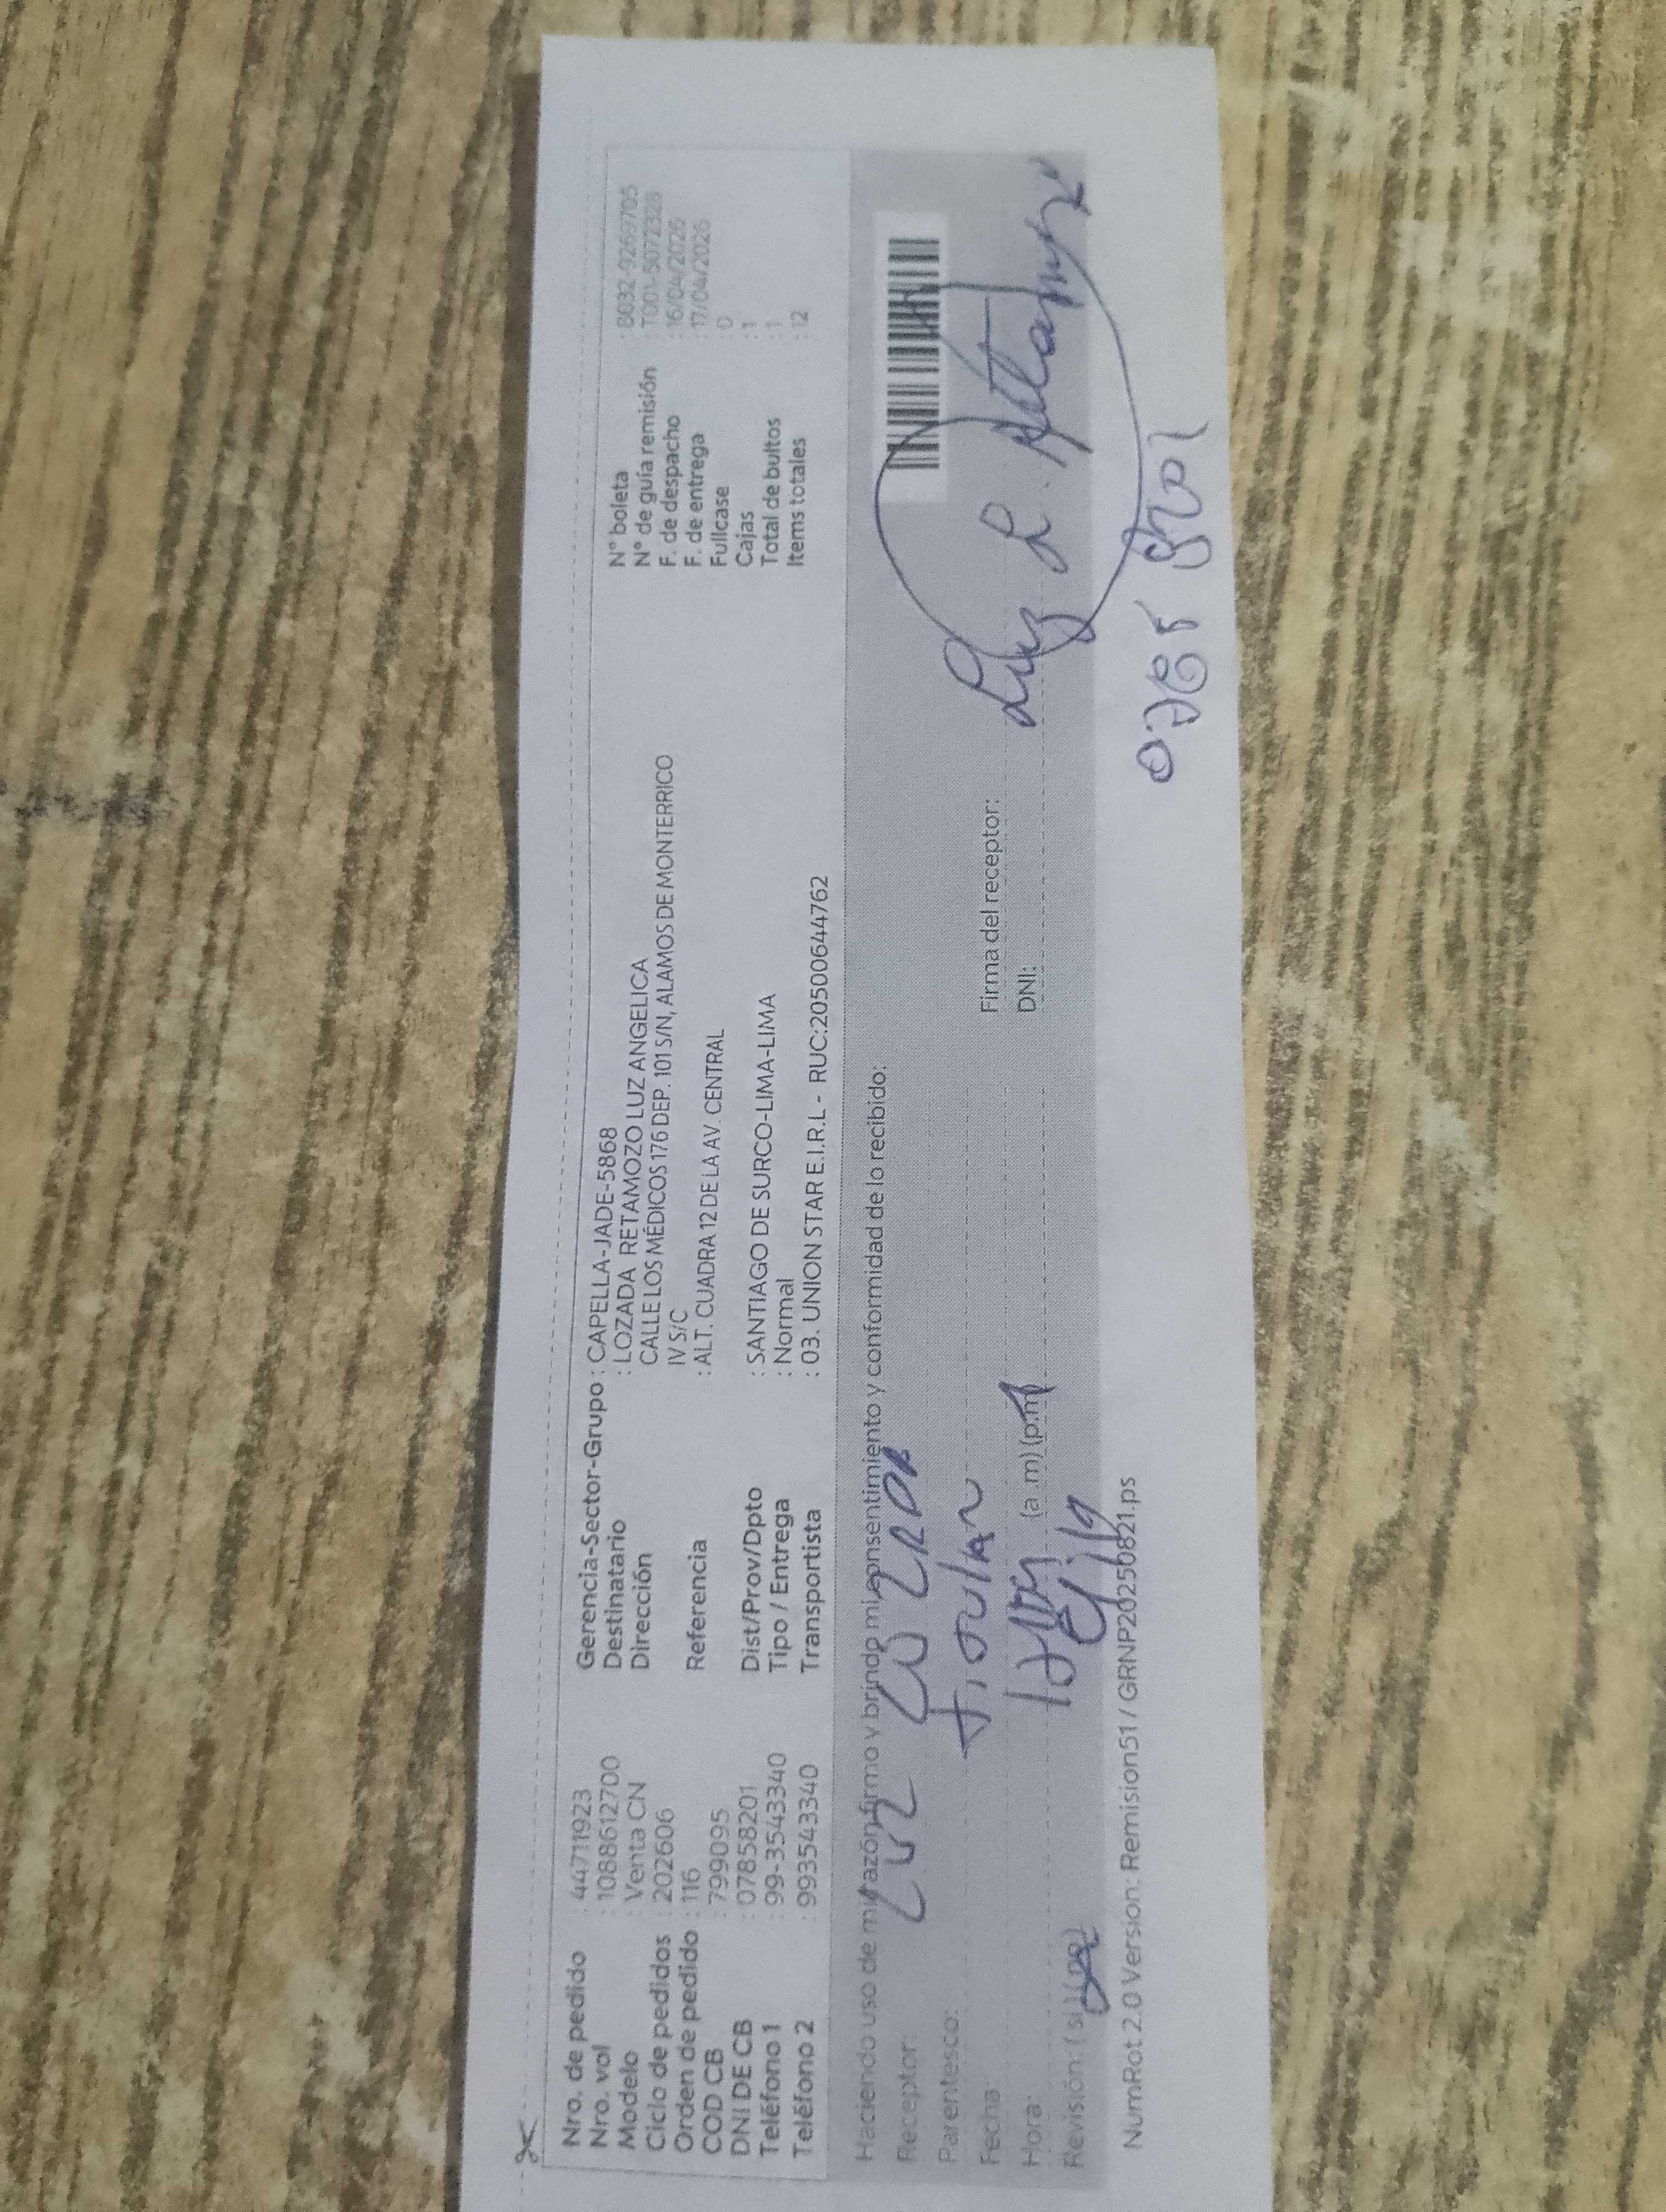 Nro. de pedido : 44711923
Nro. val : 1088612700
Modelo : Venta CN
Ciclo de pedidos : 202606
Orden de pedido : 116
COD CB : 799095
DNI DE CB : 07858201
Teléfono 1 : 99-3543340
Teléfono 2 : 993543340
Gerencia-Sector-Grupo : CAPELLA-JADE-5868
Destinatario : LOZADA RETAMOZO LUZ ANGELICA
Dirección CALLE LOS MÉDICOS 176 DEP. 101 S/N, ALAMOS DE MONTERRICO
IV S/C
Referencia : ALT. CUADRA 12 DE LA AV. CENTRAL
Dist/Prov/Dpto : SANTIAGO DE SURCO-LIMA-LIMA
Tipo / Entrega : Normal
Transportista : 03. UNION STAR E.I.R.L - RUC:20500644762
N° boleta : B032-9269705
N° de guía remisión : T001-5072328
F. de despacho : 16/04/2026
F. de entrega : 17/04/2026
Fullcase : 0
Cajas : 1
Total de bultos : 1
Items totales : 12
Haciendo uso de mi razón firmo y brindo mi consentimiento y conformidad de lo recibido:
Receptor: LUZ
Parentesco:
Fecha:
Hora: (a.m)(p.m)
Revisión: (si)
Firma del receptor: Luz L.
DNI:
07858201
NumRot 2.0 Version: Remision51 / GRNP20250821.ps